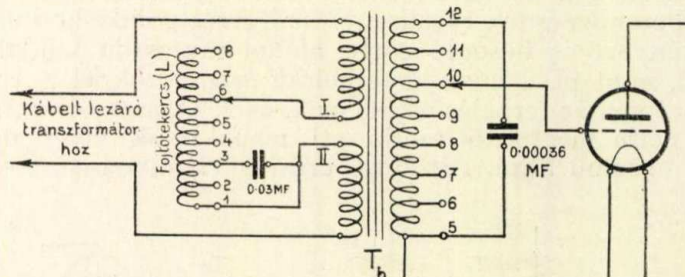 Kábelt lezáró
transzformátor
hoz
Fojtótekercs (L)
8
7
6
5
4
3
2
1
0·03MF
I
II
12
11
10
9
8
7
6
5
0·00036
MF
Th